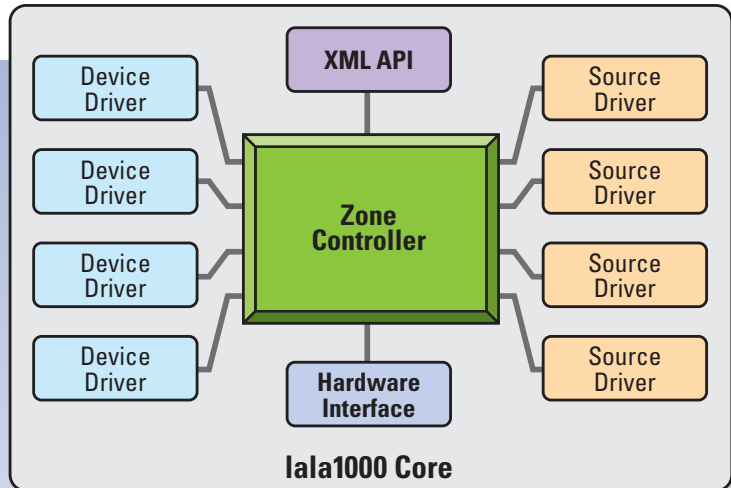 XML API
Device
Driver
Device
Driver
Device
Driver
Device
Driver
Zone
Controller
Source
Driver
Source
Driver
Source
Driver
Source
Driver
Hardware
Interface
lala1000 Core